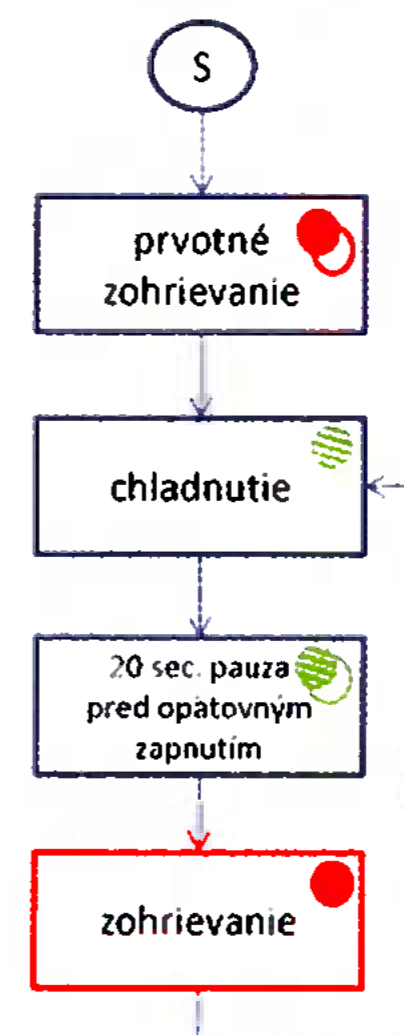 S
prvotné
zohrievanie
chladnutie
20 sec. pauza
pred opätovným
zapnutím
zohrievanie